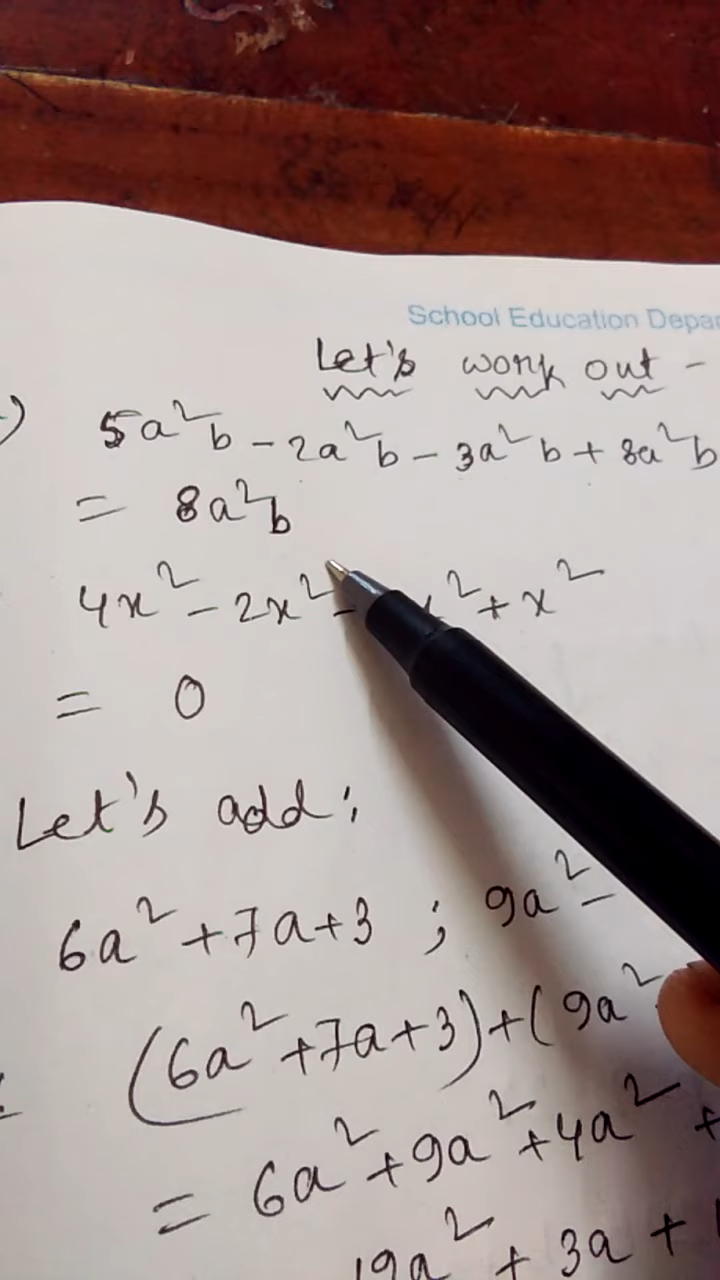 School Education
Let's work out -
5a²b - 2a²b - 3a²b + 8a²b
= 8a²b
4x² - 2x² - ² + x²
= 0
Let's add:
6a² + 7a + 3 ; 9a² -
(6a² + 7a + 3) + (9a²
= 6a² + 9a² + 4a² +
19a² + 3a +